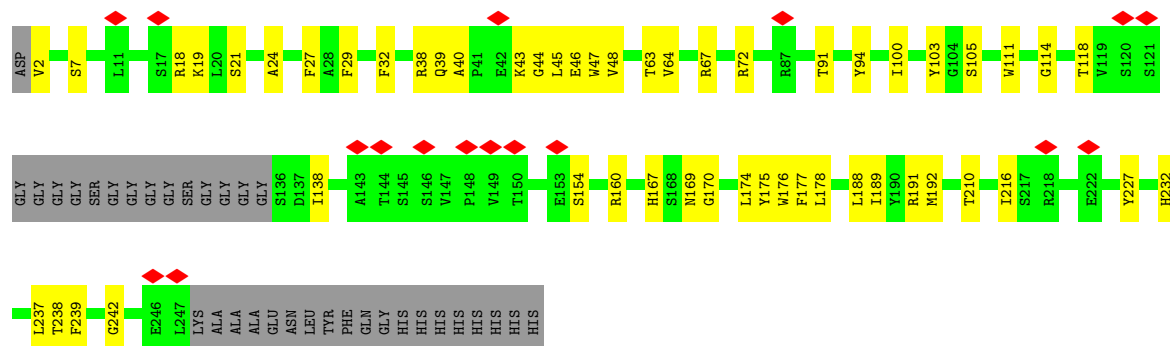 ASP V2 S7 L11 S17 R18 K19 L20 S21 A24 F27 A28 F29 F32 R38 Q39 A40 P41 E42 K43 G44 L45 E46 W47 V48 T63 V64 R67 R72 R87 T91 Y94 I100 Y103 G104 S105 W111 G114 T118 V119 S120 S121
GLY GLY GLY GLY SER GLY GLY GLY GLY SER GLY GLY GLY GLY S136 D137 I138 A143 T144 S145 S146 V147 P148 V149 T150 E153 S154 R160 H167 S168 N169 G170 L174 Y175 W176 F177 L178 L188 I189 Y190 R191 M192 T210 I216 S217 R218 E222 Y227 H232
L237 T238 F239 G242 E246 L247 LYS ALA ALA ALA GLU ASN LEU TYR PHE GLN GLY HIS HIS HIS HIS HIS HIS HIS HIS